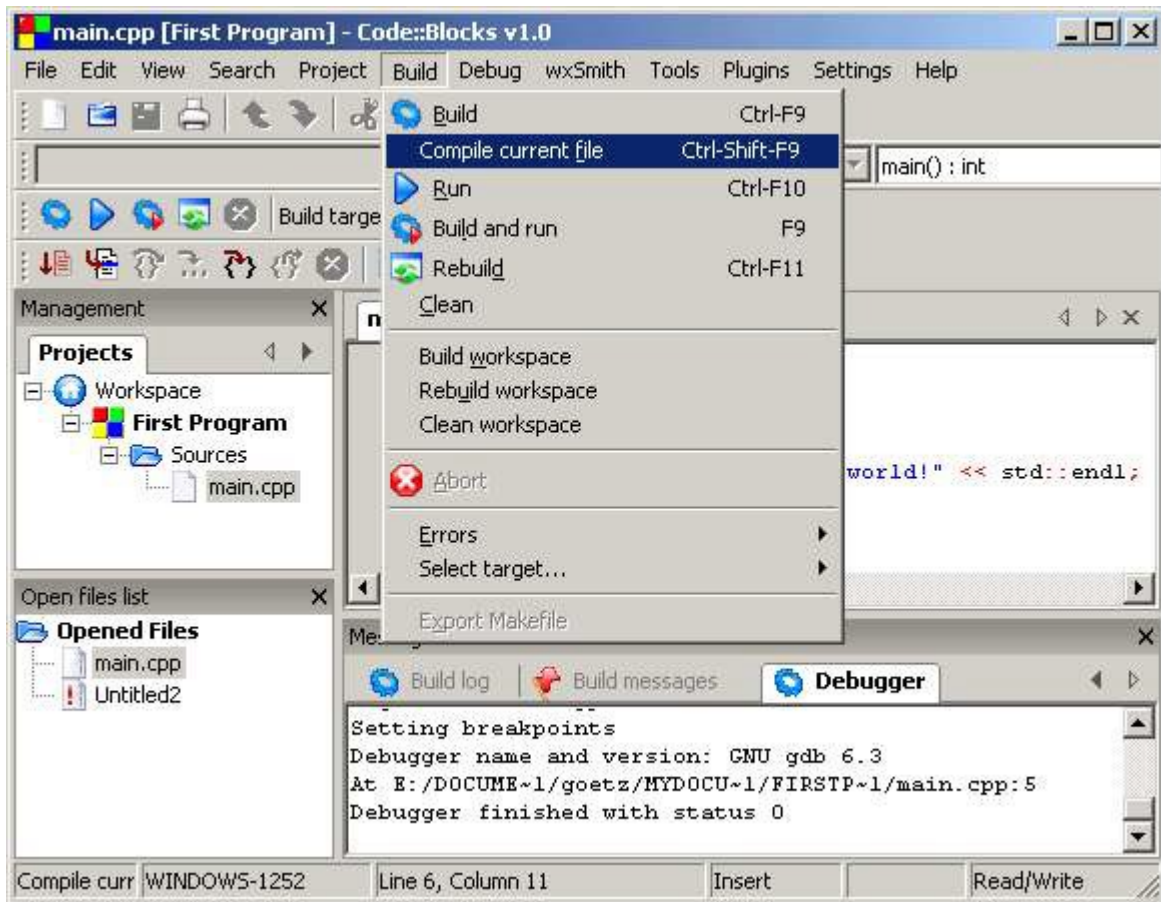 main.cpp [First Program] - Code::Blocks v1.0
File Edit View Search Project Build Debug wxSmith Tools Plugins Settings Help
Build Ctrl-F9
Compile current file Ctrl-Shift-F9
main() : int
Run Ctrl-F10
Build targe
Build and run F9
Rebuild Ctrl-F11
Clean
Management
Projects
Workspace
First Program
Sources
main.cpp
Build workspace
Rebuild workspace
Clean workspace
world!" << std::endl;
Abort
Errors
Select target...
Export Makefile
Open files list
Opened Files
main.cpp
Untitled2
Build log Build messages Debugger
Setting breakpoints
Debugger name and version: GNU gdb 6.3
At E:/DOCUME~1/goetz/MYDOCU~1/FIRSTP~1/main.cpp:5
Debugger finished with status 0
Compile curr WINDOWS-1252 Line 6, Column 11 Insert Read/Write